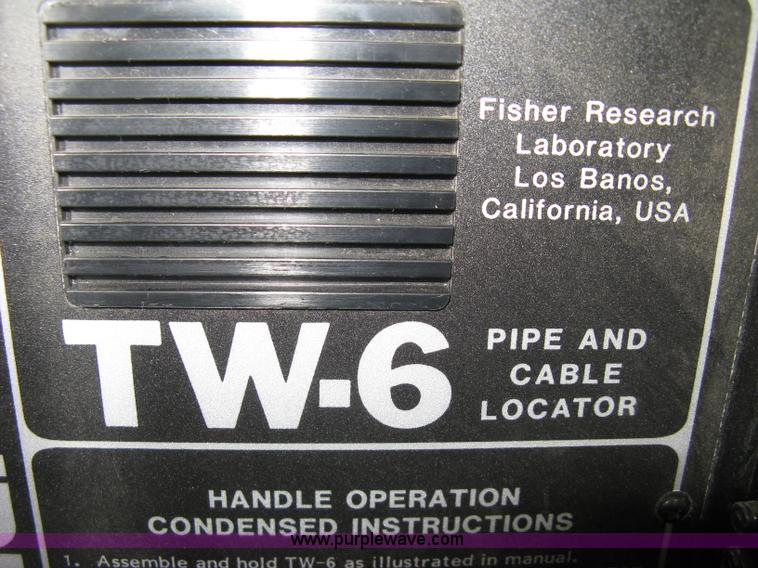 Fisher Research
Laboratory
Los Banos,
California, USA
TW-6
PIPE AND
CABLE
LOCATOR
HANDLE OPERATION
CONDENSED INSTRUCTIONS
www.purplewave.com
1. Assemble and hold TW-6 as illustrated in manual.